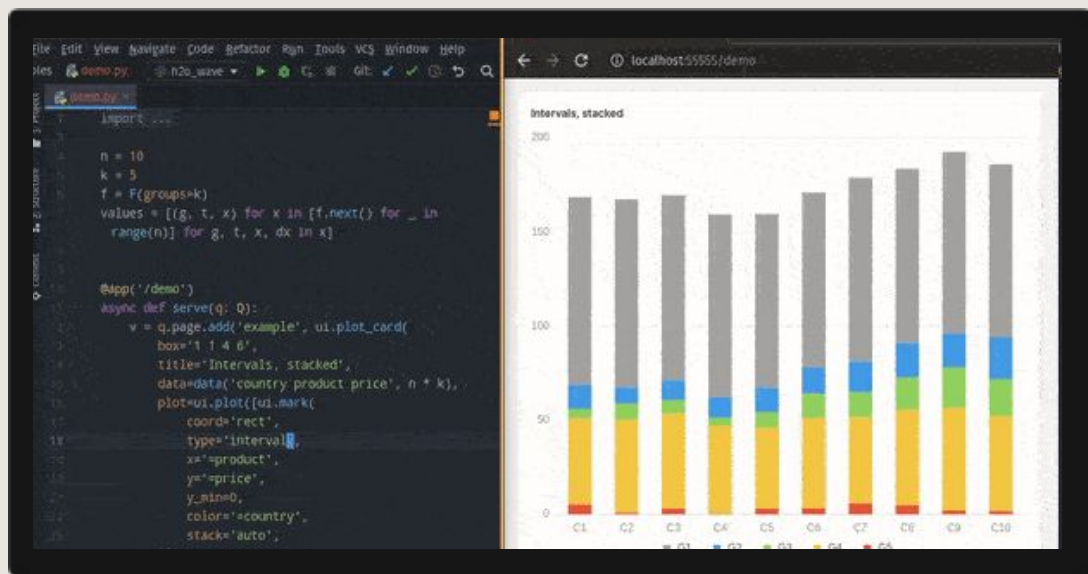 File Edit View Navigate Code Refactor Run Tools VCS Window Help
demo.py h2o_wave Git:
demo.py
import ...
n = 10
k = 5
f = F(groups=k)
values = [(g, t, x) for x in [f.next() for _ in
range(n)] for g, t, x, dx in x]
@app('/demo')
async def serve(q: Q):
v = q.page.add('example', ui.plot_card(
box='1 1 4 6',
title='Intervals, stacked',
data=data('country product price', n * k),
plot=ui.plot([ui.mark(
coord='rect',
type='interval',
x='=product',
y='=price',
y_min=0,
color='=country',
stack='auto',
localhost:55555/demo
Intervals, stacked
200
150
100
50
0
C1 C2 C3 C4 C5 C6 C7 C8 C9 C10
G1 G2 G3 G4 G5